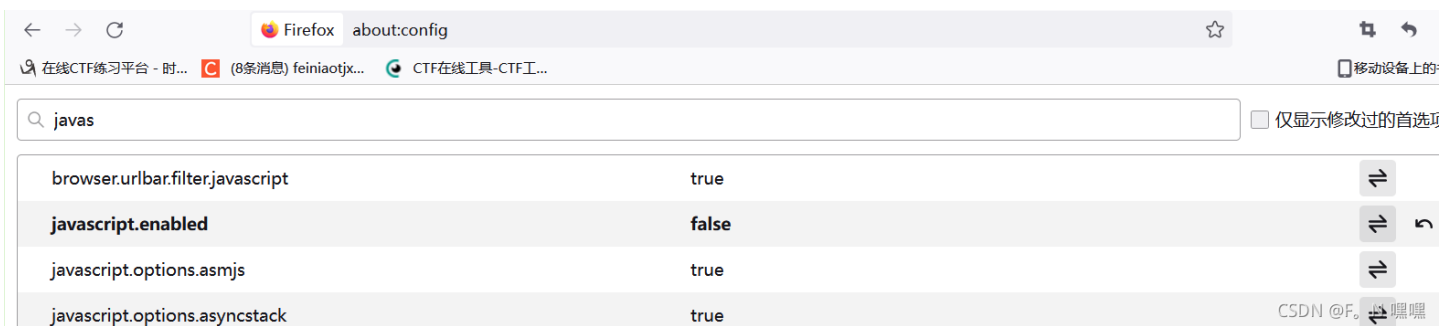 Firefox about:config
在线CTF练习平台 - 时... (8条消息) feiniaotjx... CTF在线工具-CTF工... 移动设备上的
javas 仅显示修改过的首选项
browser.urlbar.filter.javascript true
javascript.enabled false
javascript.options.asmjs true
javascript.options.asyncstack true
CSDN @F。嘿嘿